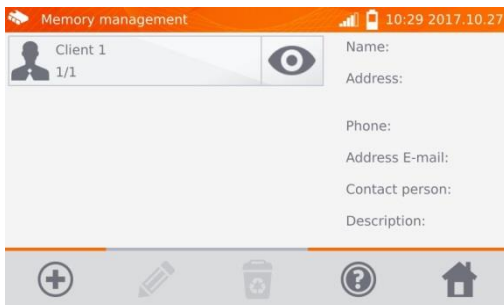 Memory management
10:29 2017.10.27
Client 1
1/1
Name:
Address:
Phone:
Address E-mail:
Contact person:
Description: